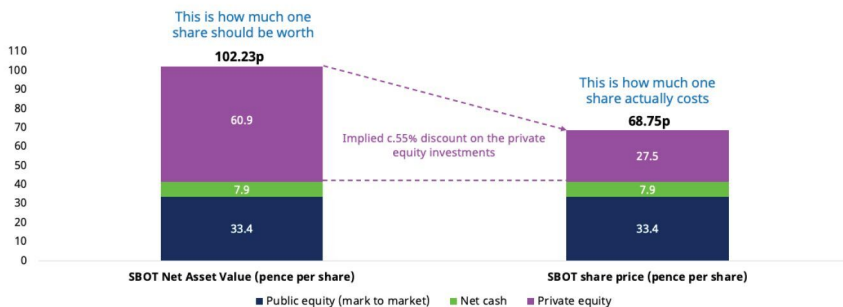 This is how much one
share should be worth
102.23p
This is how much one
share actually costs
68.75p
110
100
90
80
70
60
50
40
30
20
10
0
60.9
7.9
33.4
Implied c.55% discount on the private
equity investments
27.5
7.9
33.4
SBOT Net Asset Value (pence per share)
SBOT share price (pence per share)
Public equity (mark to market)
Net cash
Private equity